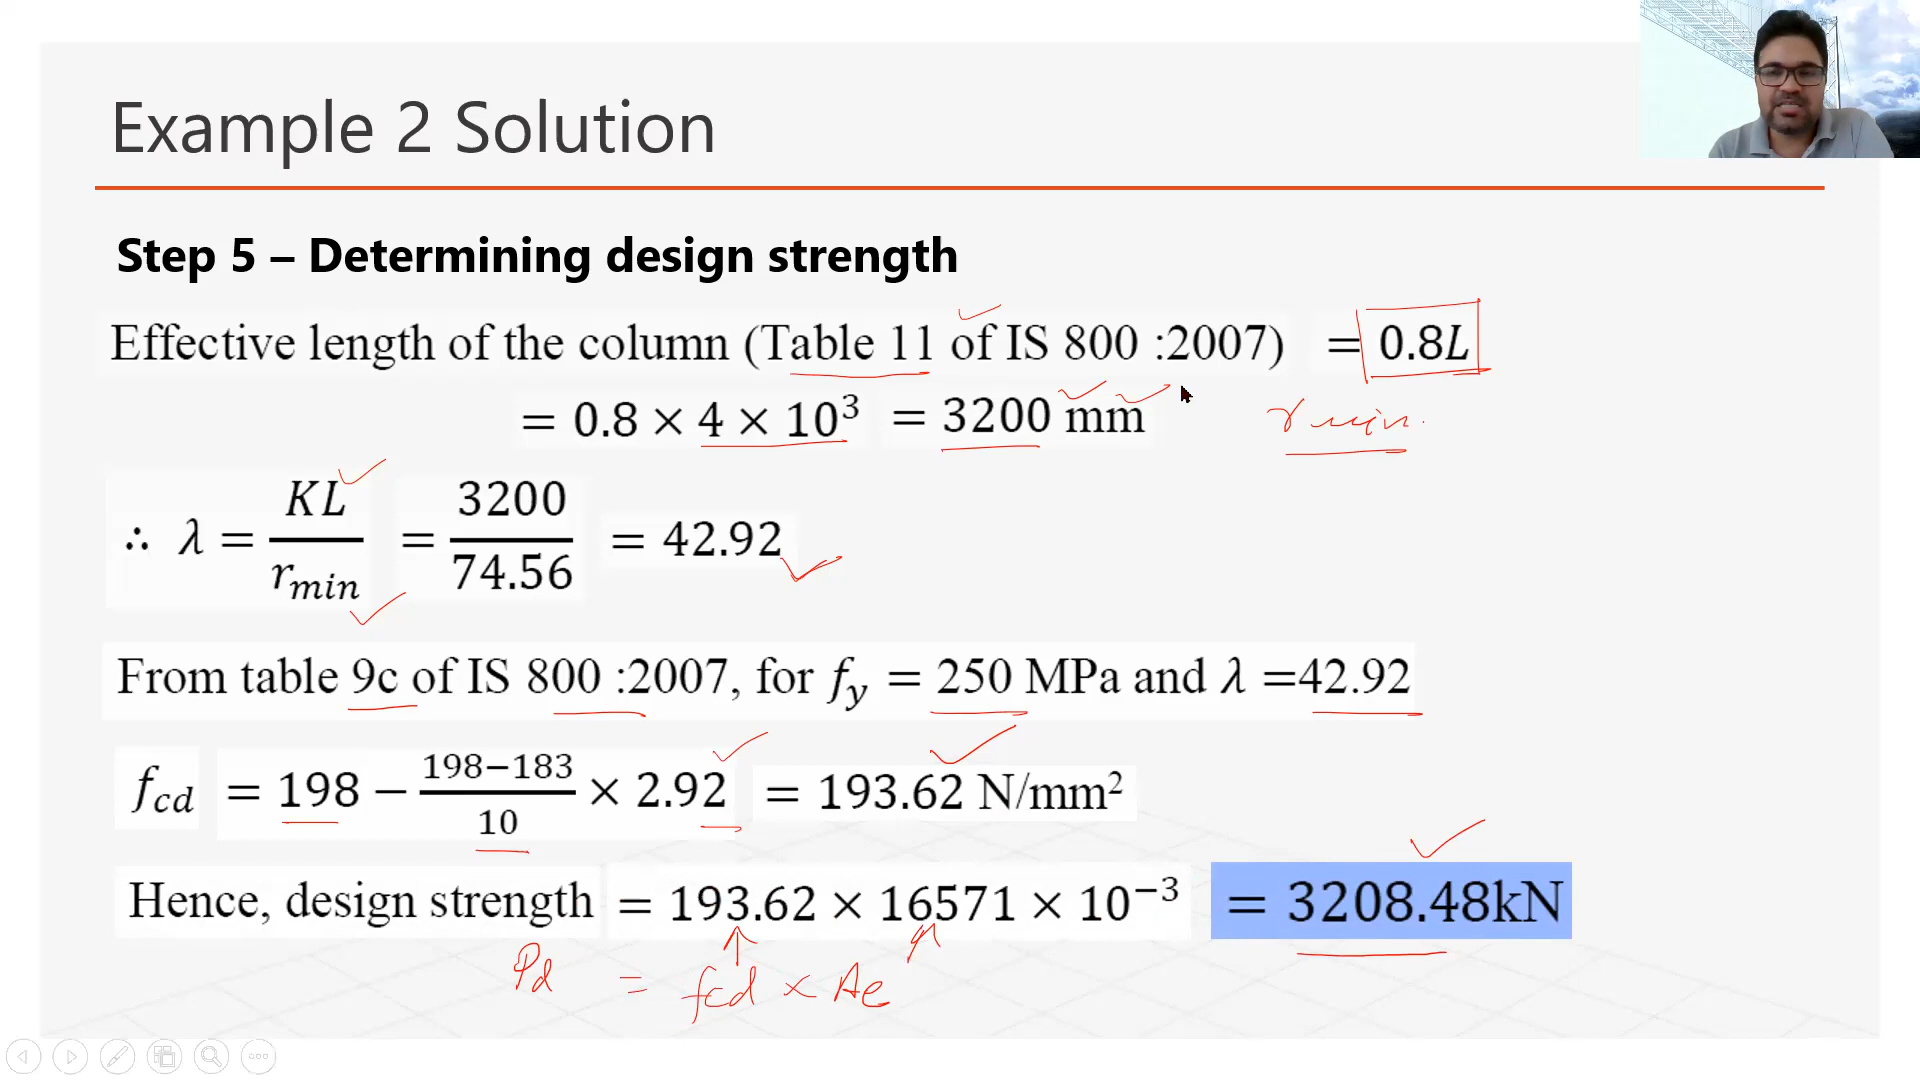 Example 2 Solution
Step 5 – Determining design strength
Effective length of the column (Table 11 of IS 800 :2007) = 0.8L
= 0.8 × 4 × 10³ = 3200 mm
r min.
∴ λ = KL/rmin = 3200/74.56 = 42.92
From table 9c of IS 800 :2007, for fy = 250 MPa and λ =42.92
fcd = 198 − 198−183/10 × 2.92 = 193.62 N/mm²
Hence, design strength = 193.62 × 16571 × 10⁻³ = 3208.48kN
Pd = fcd × Ae